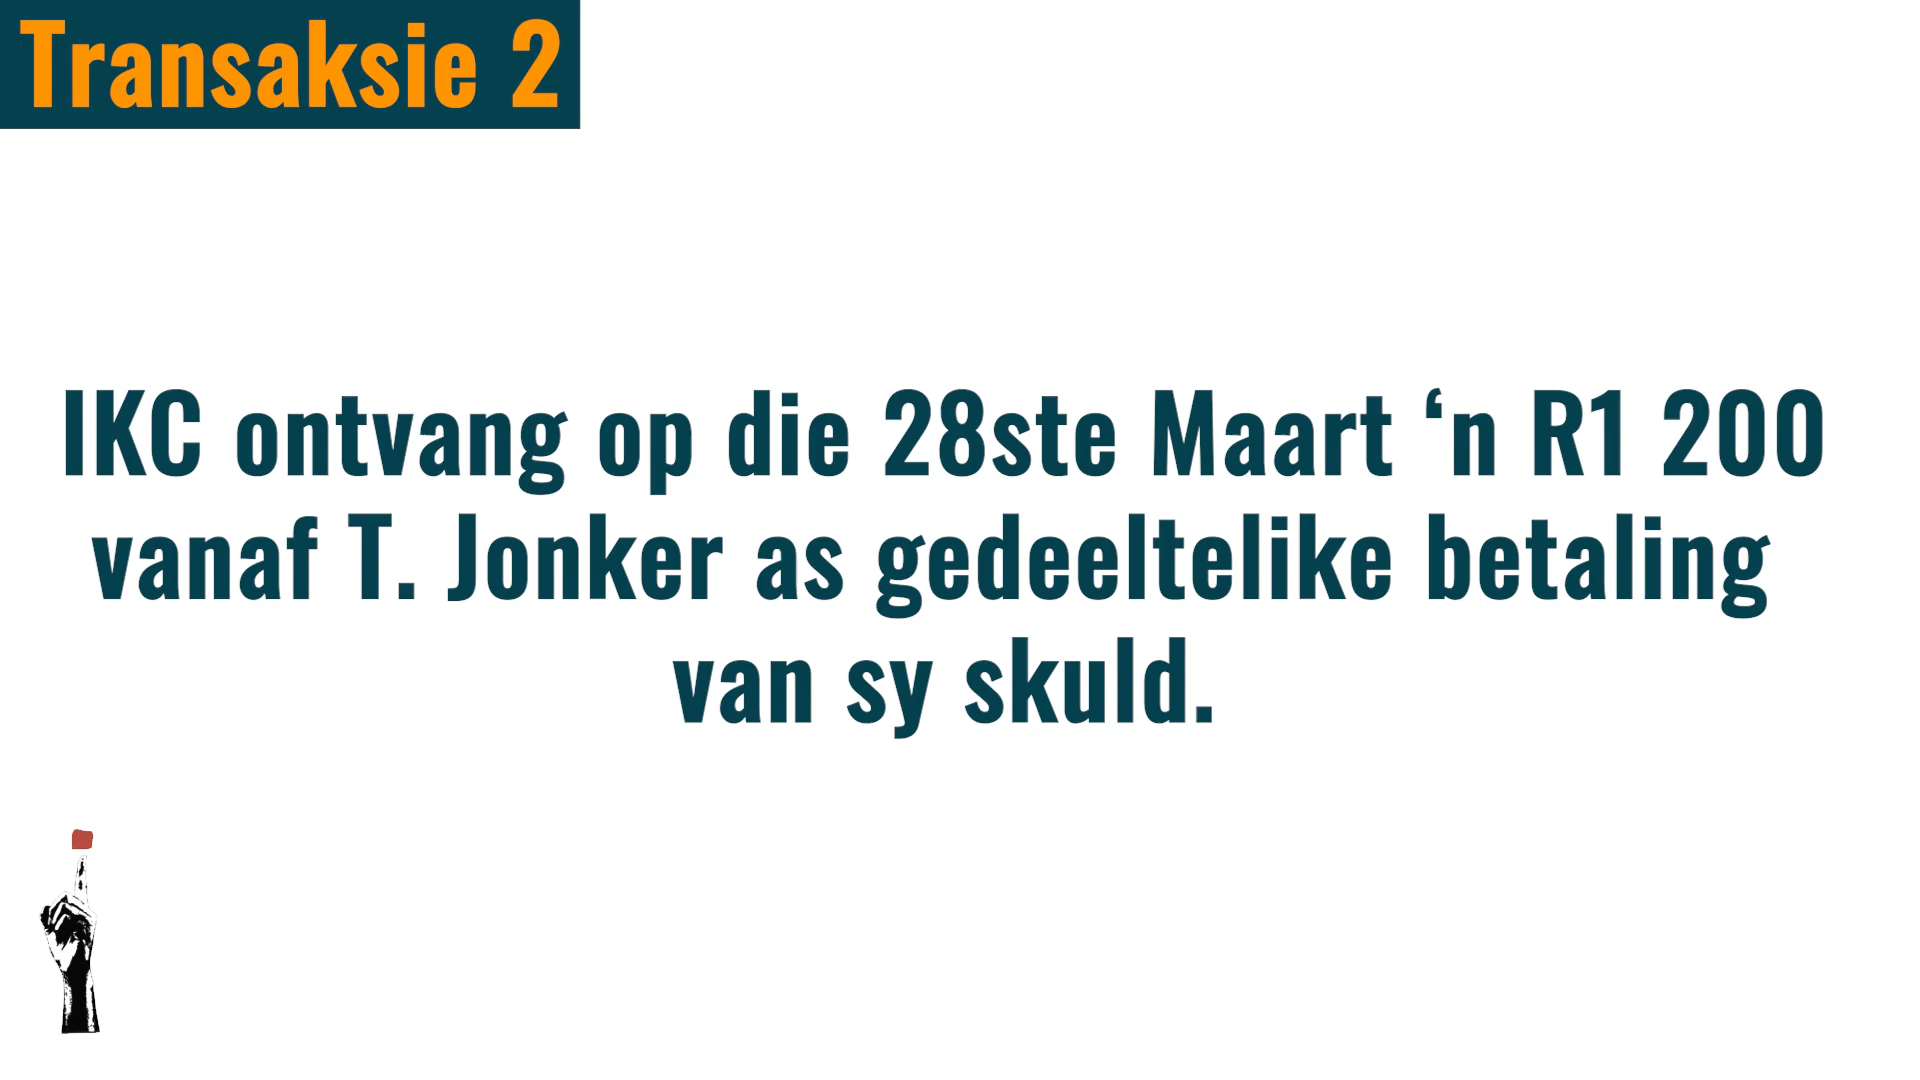 Transaksie 2
IKC ontvang op die 28ste Maart ‘n R1 200
vanaf T. Jonker as gedeeltelike betaling
van sy skuld.